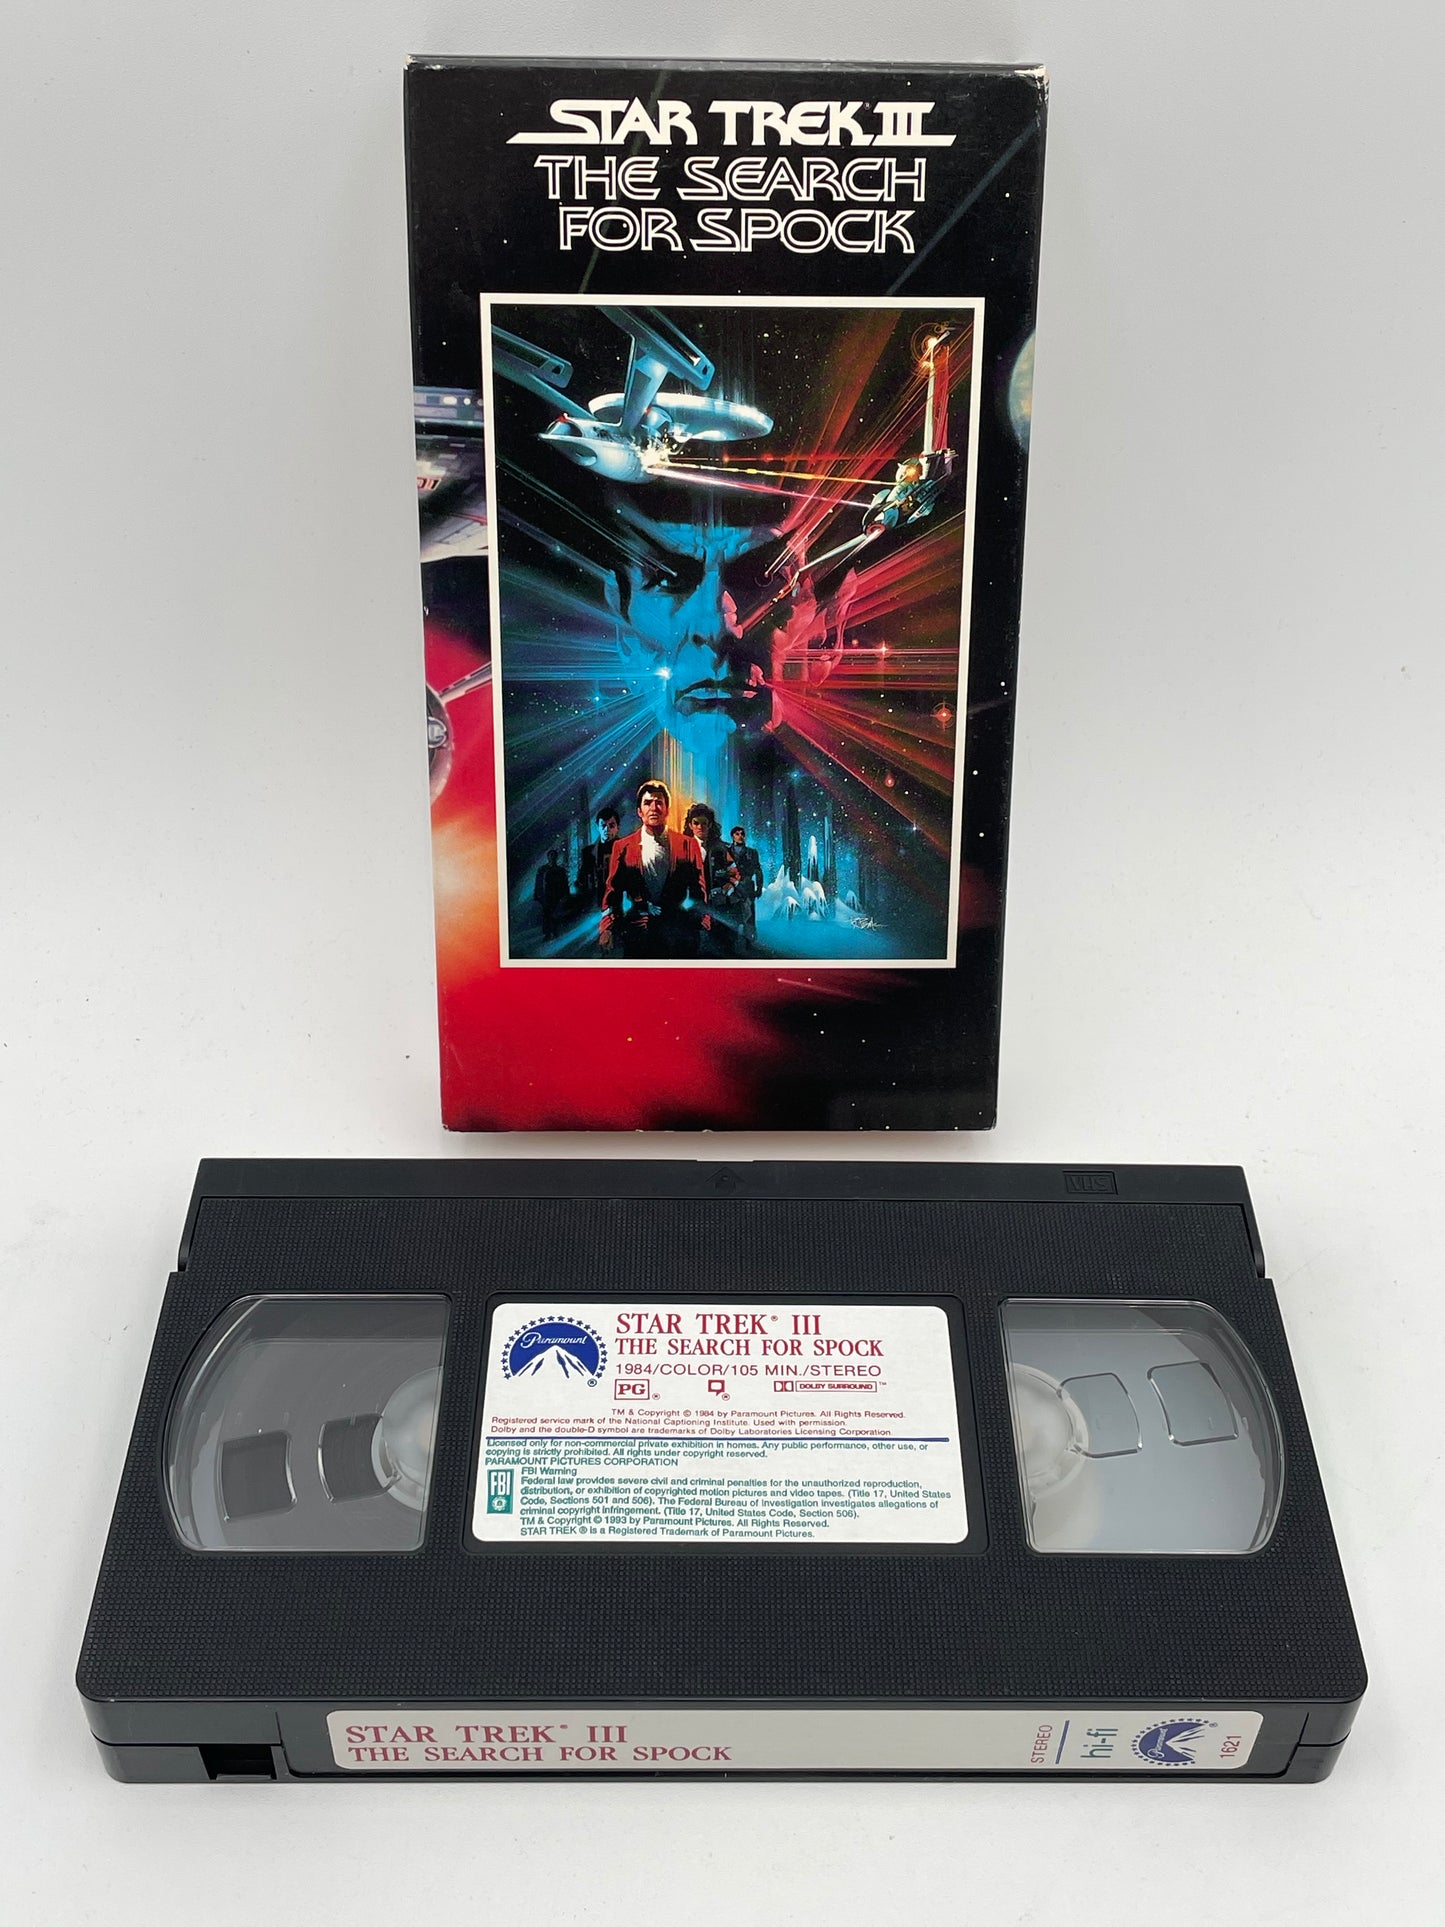 STAR TREK III
THE SEARCH
FOR SPOCK
01
VHS
Paramount
®
STAR TREK® III
THE SEARCH FOR SPOCK
1984/COLOR/105 MIN./STEREO
PG ® ® DOLBY SURROUND ™
TM & Copyright © 1984 by Paramount Pictures. All Rights Reserved.
Registered service mark of the National Captioning Institute. Used with permission.
Dolby and the double-D symbol are trademarks of Dolby Laboratories Licensing Corporation.
Licensed only for non-commercial private exhibition in homes. Any public performance, other use, or
copying is strictly prohibited. All rights under copyright reserved.
PARAMOUNT PICTURES CORPORATION
FBI
FBI Warning
Federal law provides severe civil and criminal penalties for the unauthorized reproduction,
distribution, or exhibition of copyrighted motion pictures and video tapes. (Title 17, United States
Code, Sections 501 and 506). The Federal Bureau of Investigation investigates allegations of
criminal copyright infringement. (Title 17, United States Code, Section 506).
TM & Copyright © 1993 by Paramount Pictures. All Rights Reserved.
STAR TREK ® is a Registered Trademark of Paramount Pictures.
STAR TREK® III
THE SEARCH FOR SPOCK
STEREO
hi-fi
Paramount
®
1621